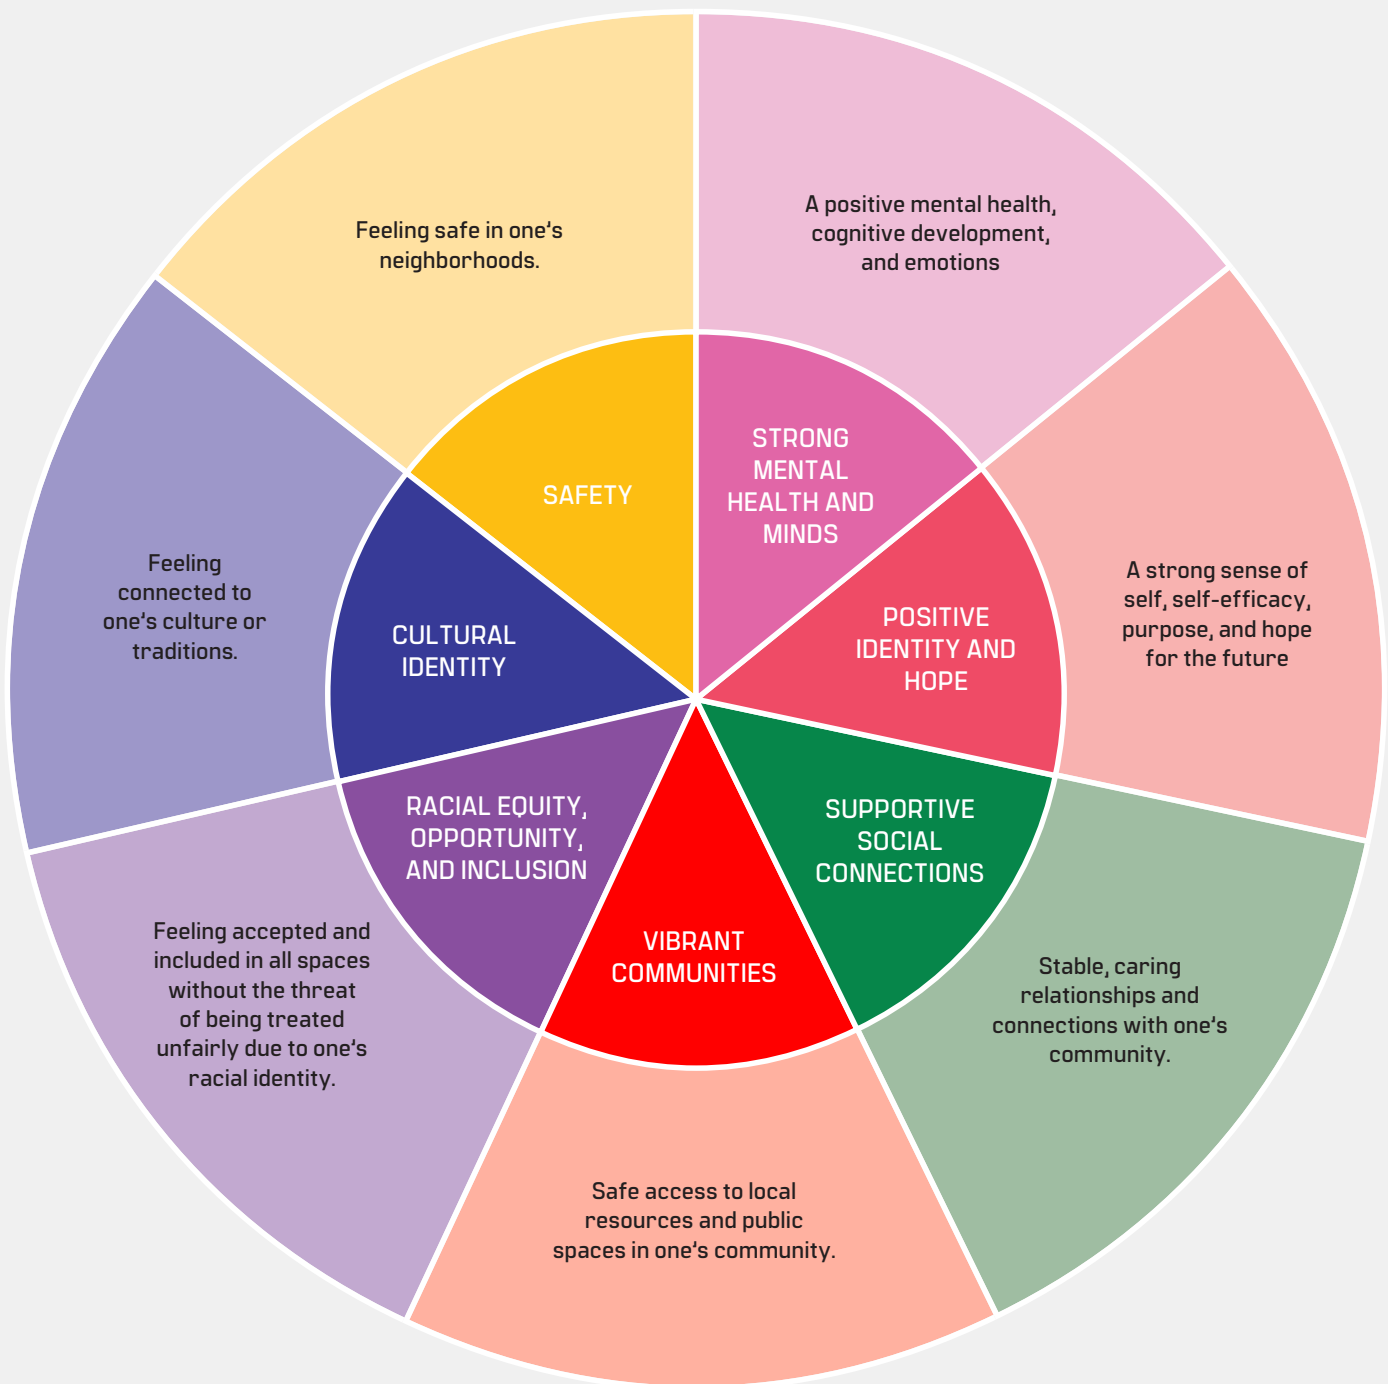 A positive mental health,
cognitive development,
and emotions
STRONG
MENTAL
HEALTH AND
MINDS
A strong sense of
self, self-efficacy,
purpose, and hope
for the future
POSITIVE
IDENTITY AND
HOPE
Stable, caring
relationships and
connections with one's
community.
SUPPORTIVE
SOCIAL
CONNECTIONS
Safe access to local
resources and public
spaces in one's community.
VIBRANT
COMMUNITIES
Feeling accepted and
included in all spaces
without the threat
of being treated
unfairly due to one's
racial identity.
RACIAL EQUITY,
OPPORTUNITY,
AND INCLUSION
Feeling
connected to
one's culture or
traditions.
CULTURAL
IDENTITY
Feeling safe in one's
neighborhoods.
SAFETY